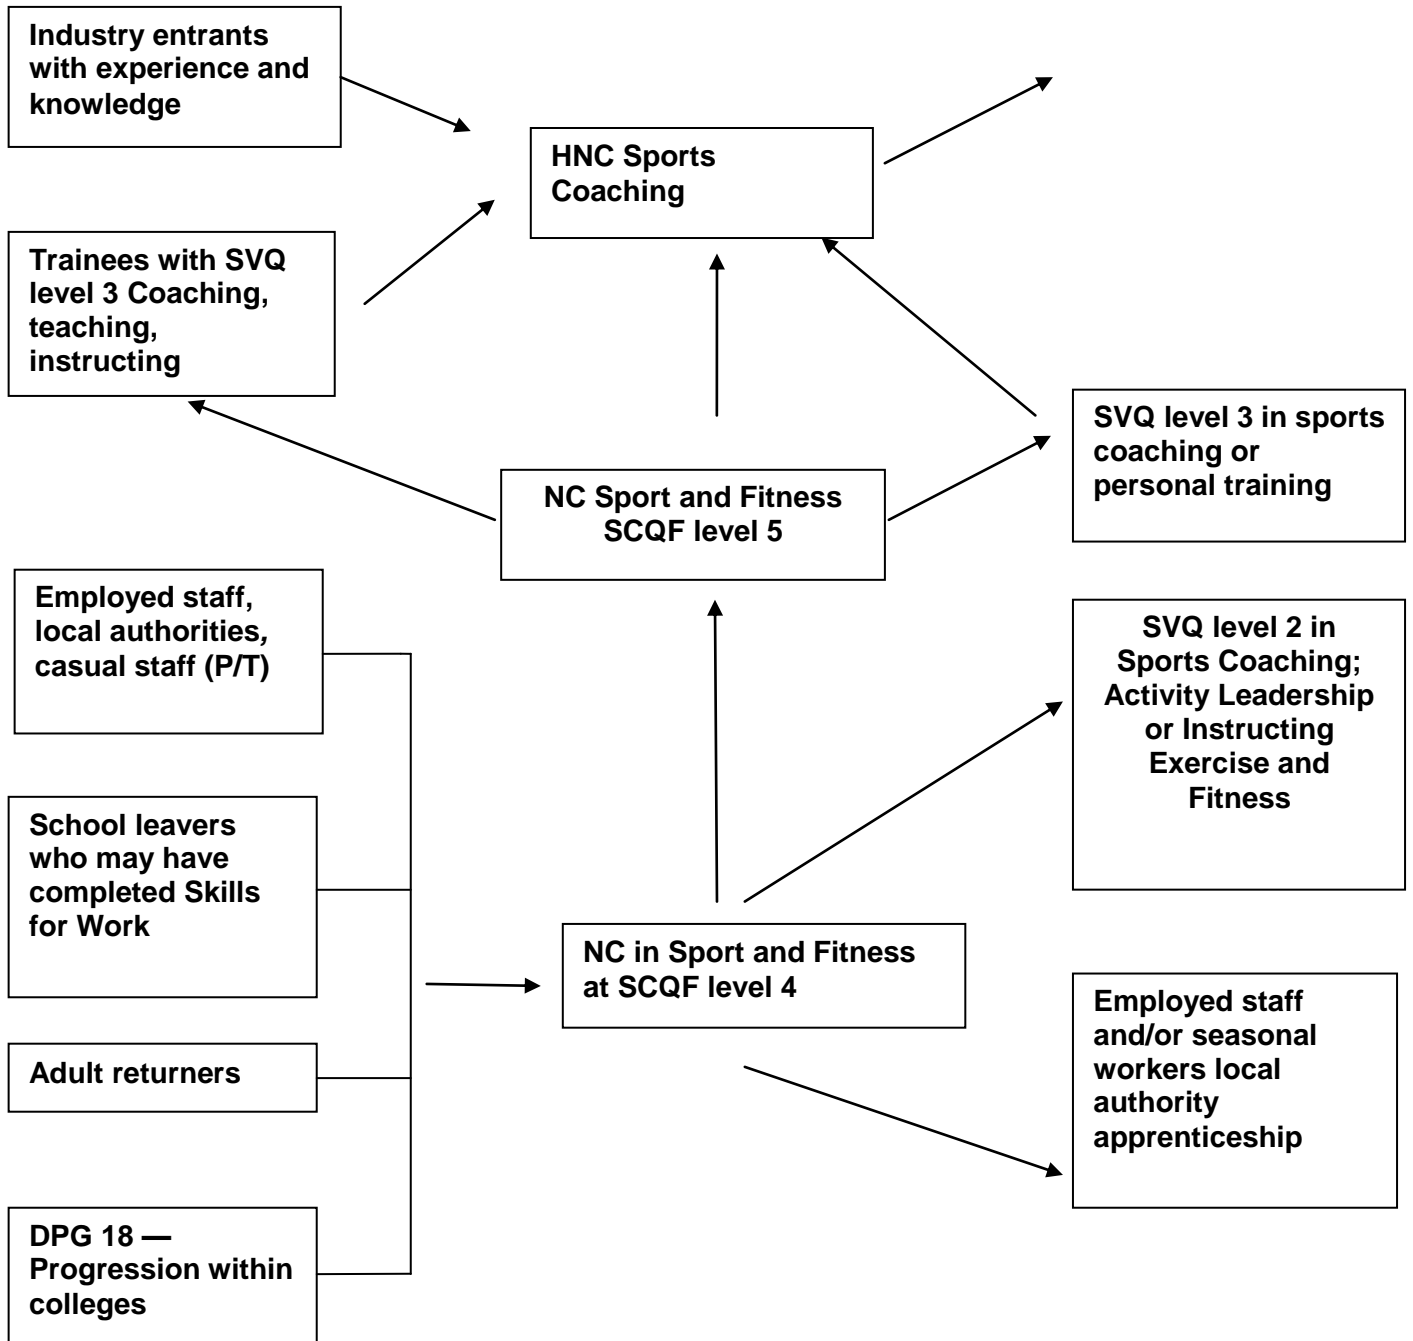 Industry entrants
with experience and
knowledge
HNC Sports
Coaching
Trainees with SVQ
level 3 Coaching,
teaching,
instructing
SVQ level 3 in sports
coaching or
personal training
NC Sport and Fitness
SCQF level 5
Employed staff,
local authorities,
casual staff (P/T)
SVQ level 2 in
Sports Coaching;
Activity Leadership
or Instructing
Exercise and
Fitness
School leavers
who may have
completed Skills
for Work
NC in Sport and Fitness
at SCQF level 4
Employed staff
and/or seasonal
workers local
authority
apprenticeship
Adult returners
DPG 18 —
Progression within
colleges